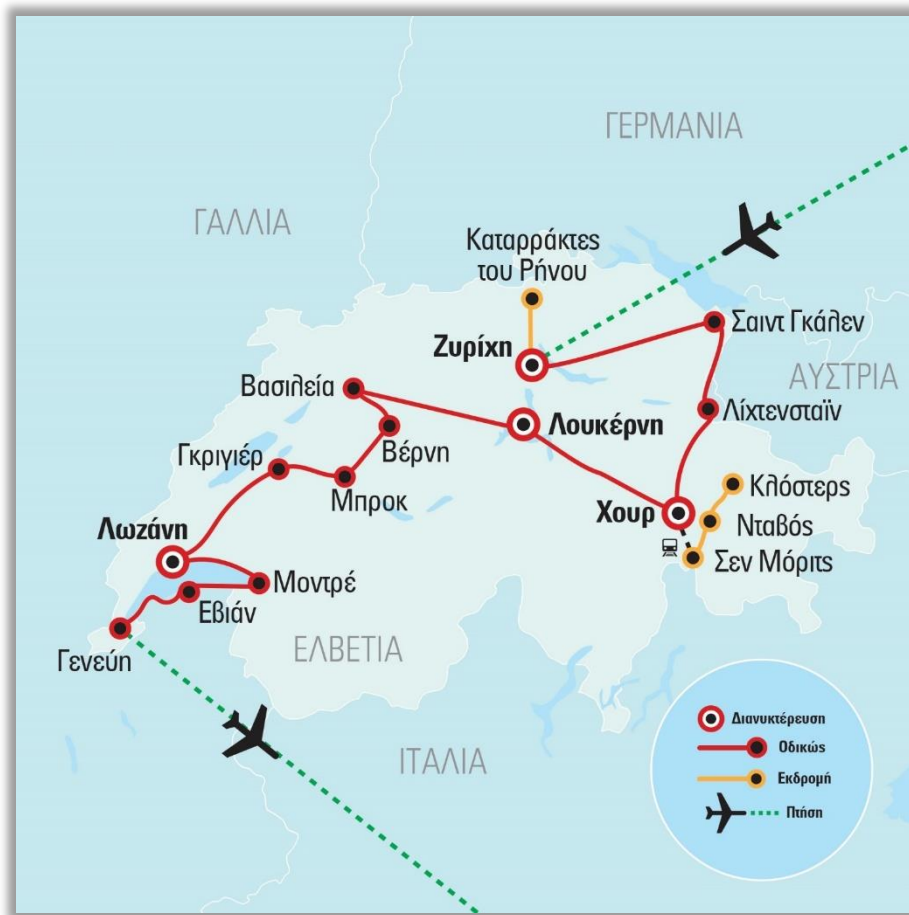 ΓΕΡΜΑΝΙΑ
ΓΑΛΛΙΑ
Καταρράκτες
του Ρήνου
Σαιντ Γκάλεν
Ζυρίχη
ΑΥΣΤΡΙΑ
Βασιλεία
Λίχτενσταϊν
Λουκέρνη
Βέρνη
Γκριγιέρ
Μπροκ
Κλόστερς
Χουρ
Νταβός
Λωζάνη
Σεν Μόριτς
Μοντρέ
Εβιάν
Γενεύη
ΕΛΒΕΤΙΑ
ΙΤΑΛΙΑ
Διανυκτέρευση
Οδικώς
Εκδρομή
Πτήση